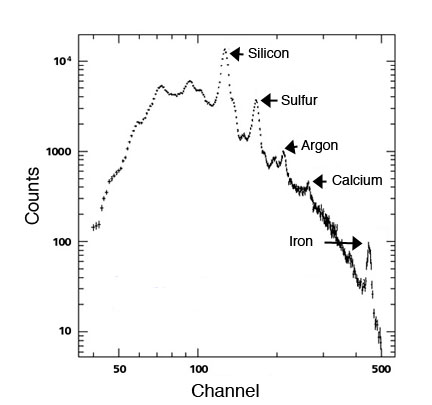 10⁴
1000
100
10
Counts
Silicon
Sulfur
Argon
Calcium
Iron
50
100
500
Channel